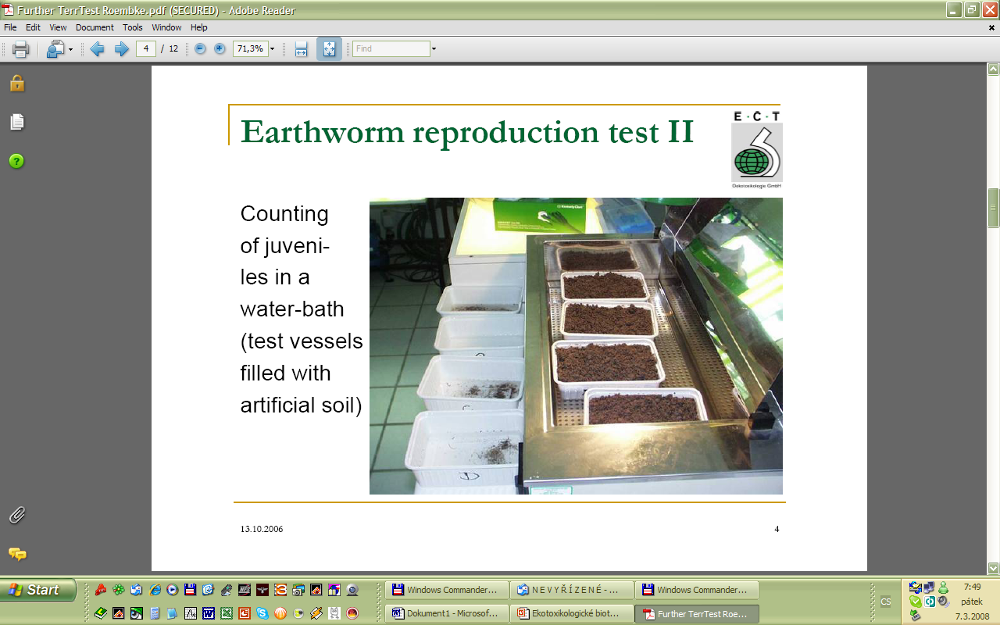 Further TerrTest Roembke.pdf (SECURED) - Adobe Reader
File Edit View Document Tools Window Help
4 / 12 71,3% Find
E · C · T
Oekotoxikologie GmbH
Earthworm reproduction test II
Counting
of juveni-
les in a
water-bath
(test vessels
filled with
artificial soil)
Kimberly-Clark
D
13.10.2006 4
Start
Windows Commander... N E V Y Ř Í Z E N É - ... Windows Commander...
Dokument1 - Microsof... Ekotoxikologické biot... Further TerrTest Roe...
CS
7:49
pátek
7.3.2008